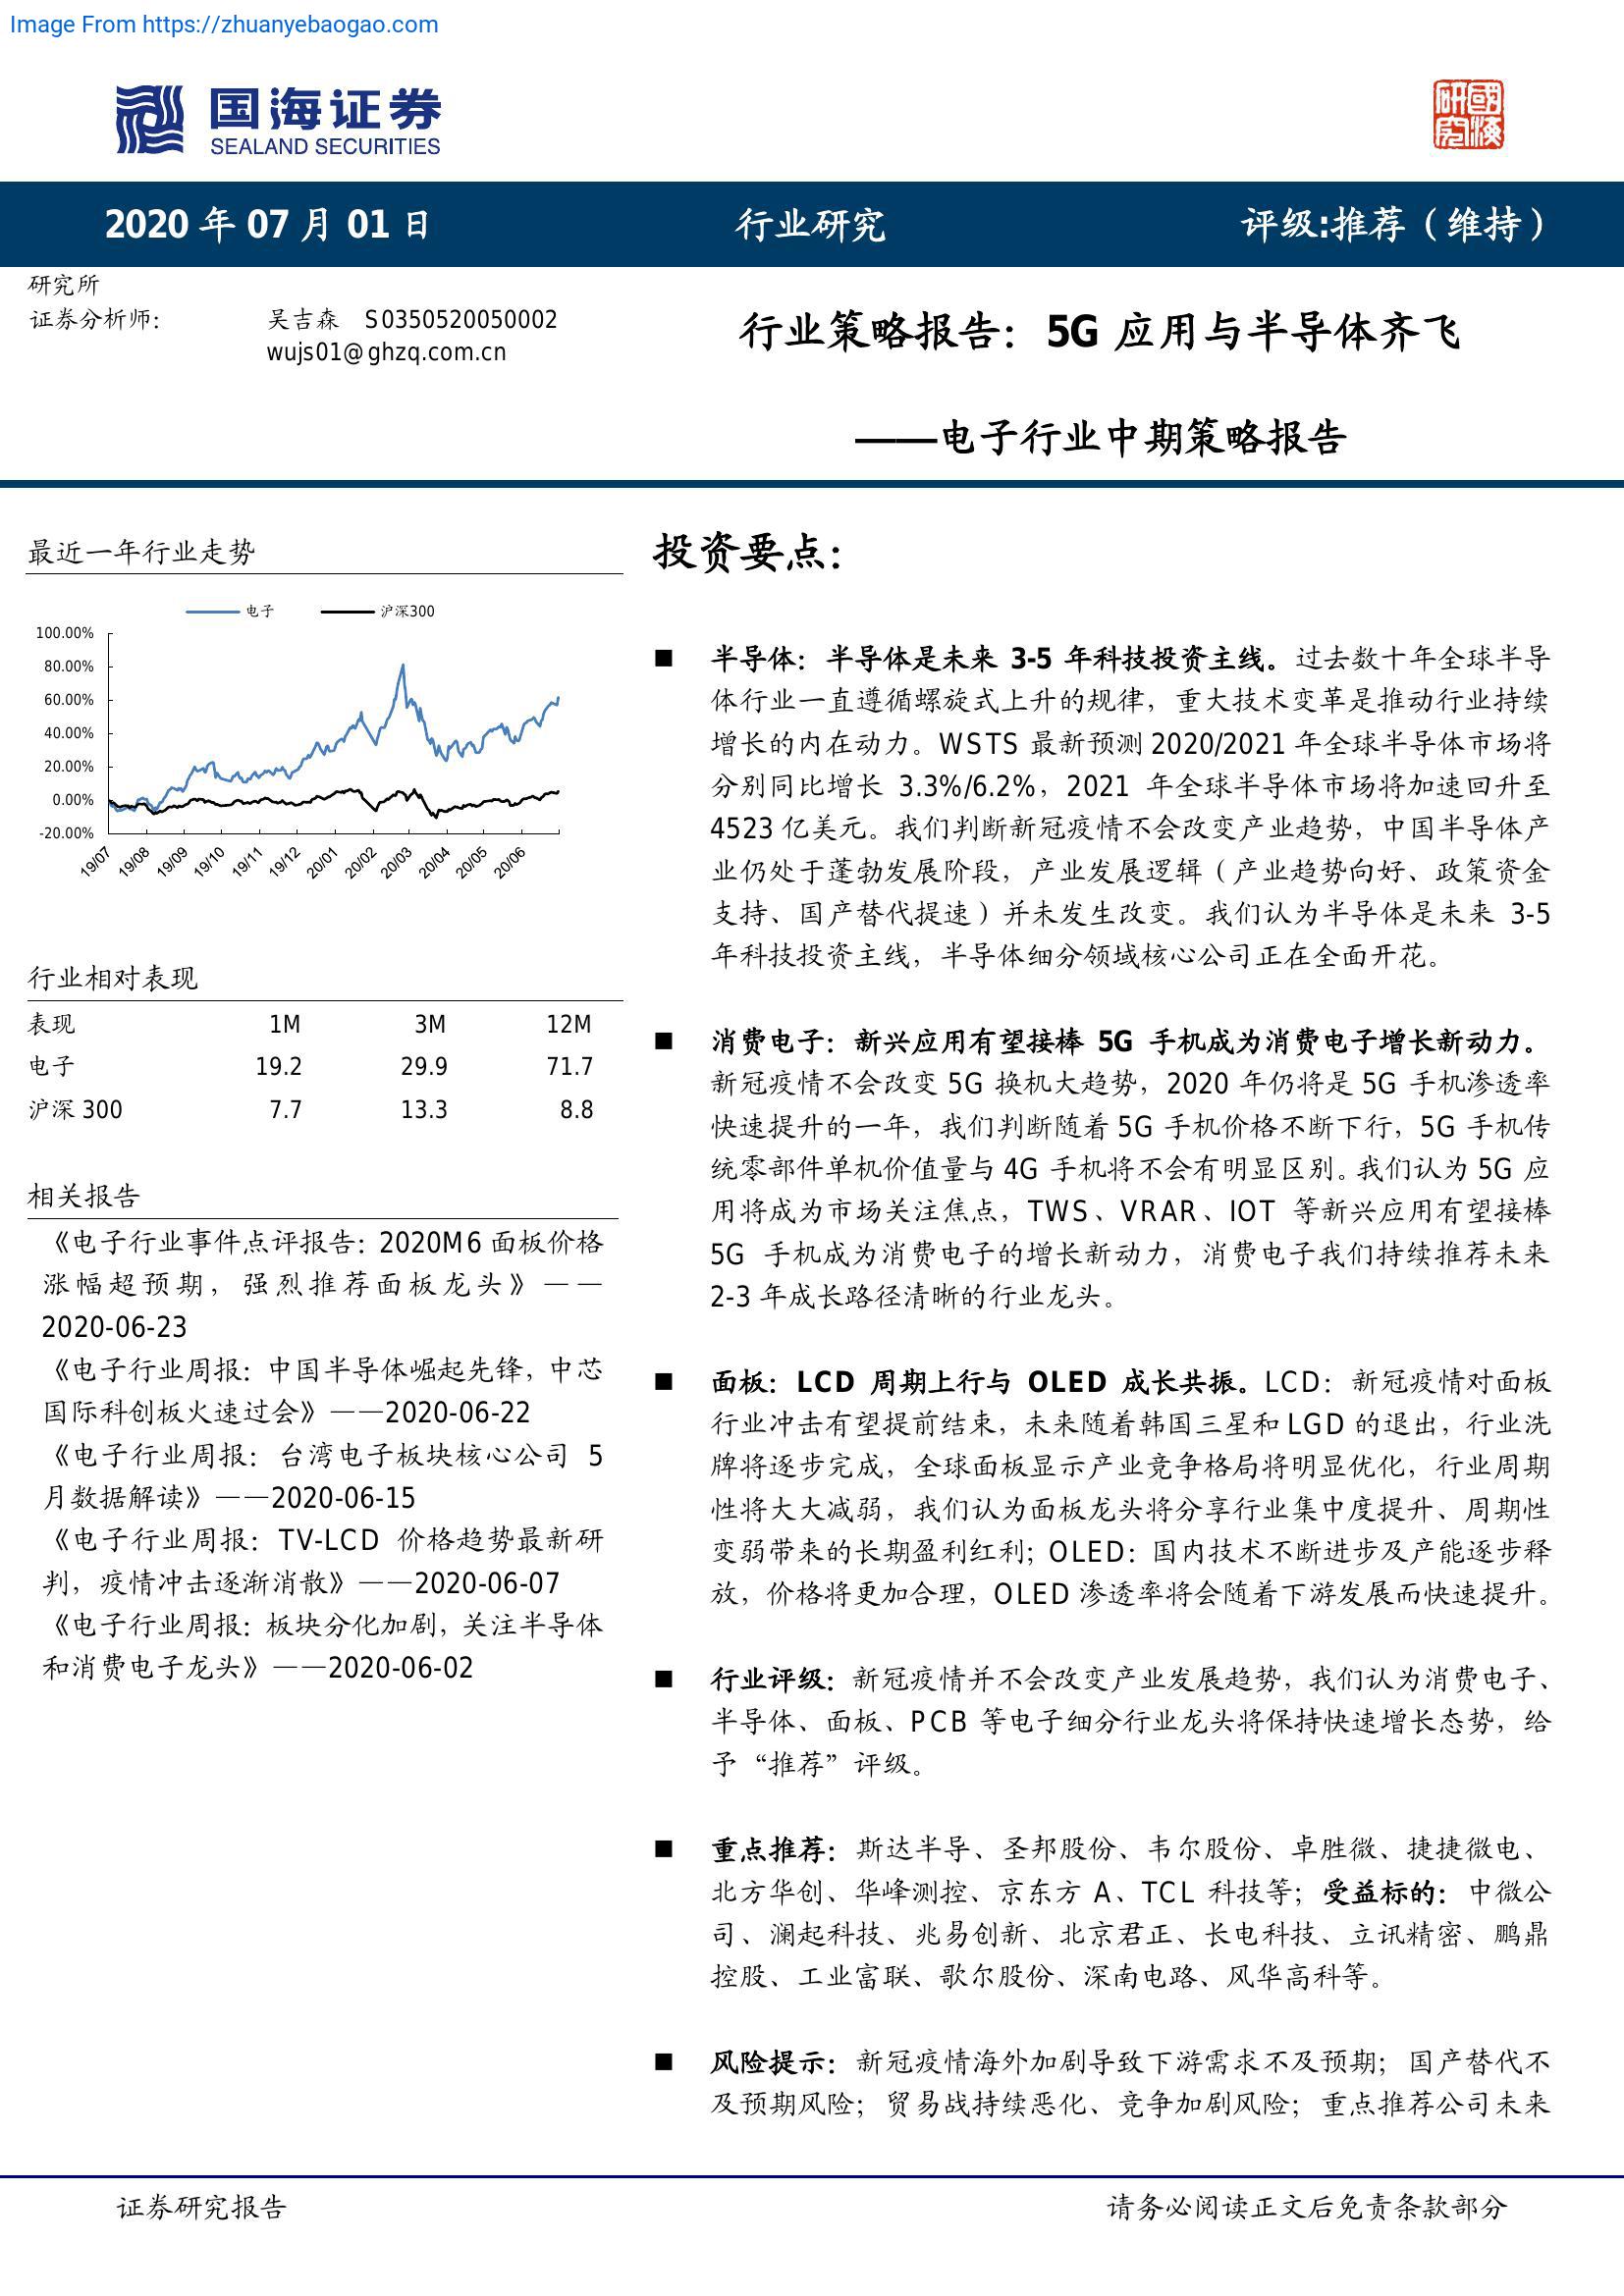 Image From https://zhuanyebaogao.com
国海证券
SEALAND SECURITIES
研究
國海
2020 年 07 月 01 日
行业研究
评级:推荐（维持）
研究所
证券分析师： 吴吉森 S0350520050002
wujs01@ghzq.com.cn
行业策略报告：5G 应用与半导体齐飞
——电子行业中期策略报告
最近一年行业走势
电子 沪深300
100.00%
80.00%
60.00%
40.00%
20.00%
0.00%
-20.00%
19/07 19/08 19/09 19/10 19/11 19/12 20/01 20/02 20/03 20/04 20/05 20/06
行业相对表现
表现 1M 3M 12M
电子 19.2 29.9 71.7
沪深 300 7.7 13.3 8.8
相关报告
《电子行业事件点评报告：2020M6 面板价格
涨幅超预期，强烈推荐面板龙头》——
2020-06-23
《电子行业周报：中国半导体崛起先锋，中芯
国际科创板火速过会》——2020-06-22
《电子行业周报：台湾电子板块核心公司 5
月数据解读》——2020-06-15
《电子行业周报：TV-LCD 价格趋势最新研
判，疫情冲击逐渐消散》——2020-06-07
《电子行业周报：板块分化加剧，关注半导体
和消费电子龙头》——2020-06-02
投资要点：
■ 半导体：半导体是未来 3-5 年科技投资主线。过去数十年全球半导
体行业一直遵循螺旋式上升的规律，重大技术变革是推动行业持续
增长的内在动力。WSTS 最新预测 2020/2021 年全球半导体市场将
分别同比增长 3.3%/6.2%，2021 年全球半导体市场将加速回升至
4523 亿美元。我们判断新冠疫情不会改变产业趋势，中国半导体产
业仍处于蓬勃发展阶段，产业发展逻辑（产业趋势向好、政策资金
支持、国产替代提速）并未发生改变。我们认为半导体是未来 3-5
年科技投资主线，半导体细分领域核心公司正在全面开花。
■ 消费电子：新兴应用有望接棒 5G 手机成为消费电子增长新动力。
新冠疫情不会改变 5G 换机大趋势，2020 年仍将是 5G 手机渗透率
快速提升的一年，我们判断随着 5G 手机价格不断下行，5G 手机传
统零部件单机价值量与 4G 手机将不会有明显区别。我们认为 5G 应
用将成为市场关注焦点，TWS、VRAR、IOT 等新兴应用有望接棒
5G 手机成为消费电子的增长新动力，消费电子我们持续推荐未来
2-3 年成长路径清晰的行业龙头。
■ 面板：LCD 周期上行与 OLED 成长共振。LCD：新冠疫情对面板
行业冲击有望提前结束，未来随着韩国三星和 LGD 的退出，行业洗
牌将逐步完成，全球面板显示产业竞争格局将明显优化，行业周期
性将大大减弱，我们认为面板龙头将分享行业集中度提升、周期性
变弱带来的长期盈利红利；OLED：国内技术不断进步及产能逐步释
放，价格将更加合理，OLED 渗透率将会随着下游发展而快速提升。
■ 行业评级：新冠疫情并不会改变产业发展趋势，我们认为消费电子、
半导体、面板、PCB 等电子细分行业龙头将保持快速增长态势，给
予“推荐”评级。
■ 重点推荐：斯达半导、圣邦股份、韦尔股份、卓胜微、捷捷微电、
北方华创、华峰测控、京东方 A、TCL 科技等；受益标的：中微公
司、澜起科技、兆易创新、北京君正、长电科技、立讯精密、鹏鼎
控股、工业富联、歌尔股份、深南电路、风华高科等。
■ 风险提示：新冠疫情海外加剧导致下游需求不及预期；国产替代不
及预期风险；贸易战持续恶化、竞争加剧风险；重点推荐公司未来
证券研究报告
请务必阅读正文后免责条款部分